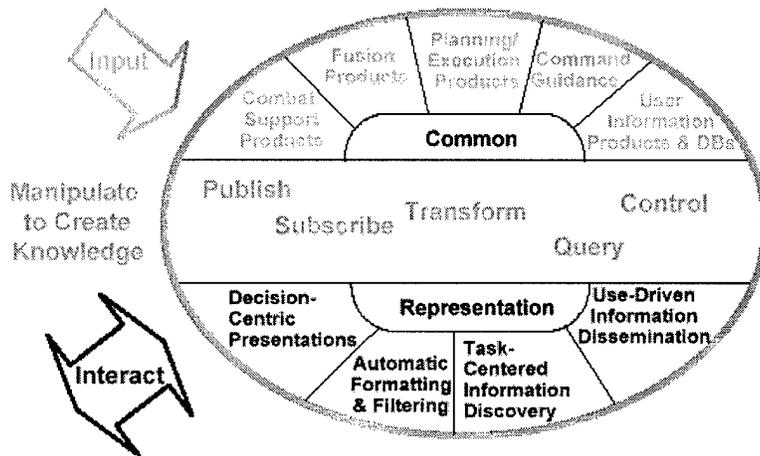 Input
Combat
Support
Products
Fusion
Products
Planning/
Execution
Products
Command
Guidance
User
Information
Products & DBs
Common
Manipulate
to Create
Knowledge
Publish
Subscribe
Transform
Query
Control
Representation
Interact
Decision-
Centric
Presentations
Automatic
Formatting
& Filtering
Task-
Centered
Information
Discovery
Use-Driven
Information
Dissemination